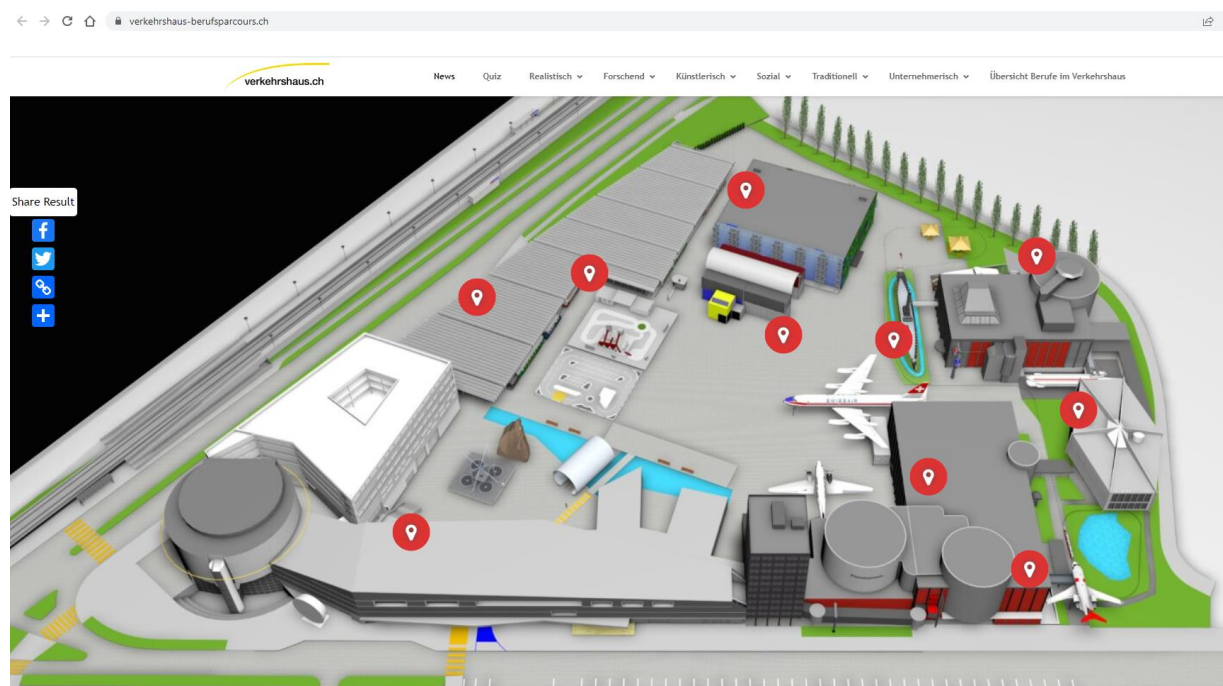 verkehrshaus-berufsparcours.ch
verkehrshaus.ch
News Quiz Realistisch Forschend Künstlerisch Sozial Traditionell Unternehmerisch Übersicht Berufe im Verkehrshaus
Share Result
SWISSAIR